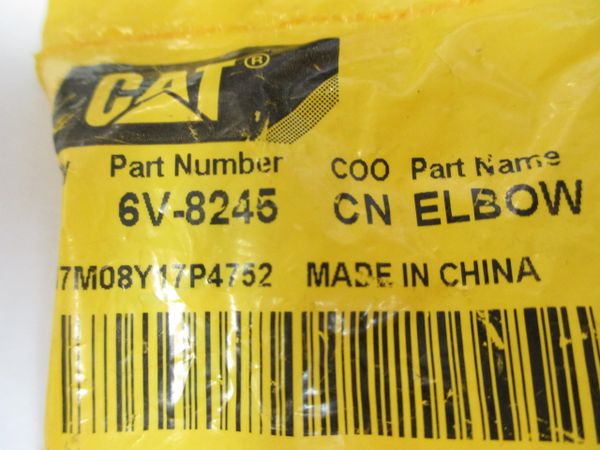 CAT®
Part Number COO Part Name
6V-8245 CN ELBOW
7M08Y17P4752 MADE IN CHINA